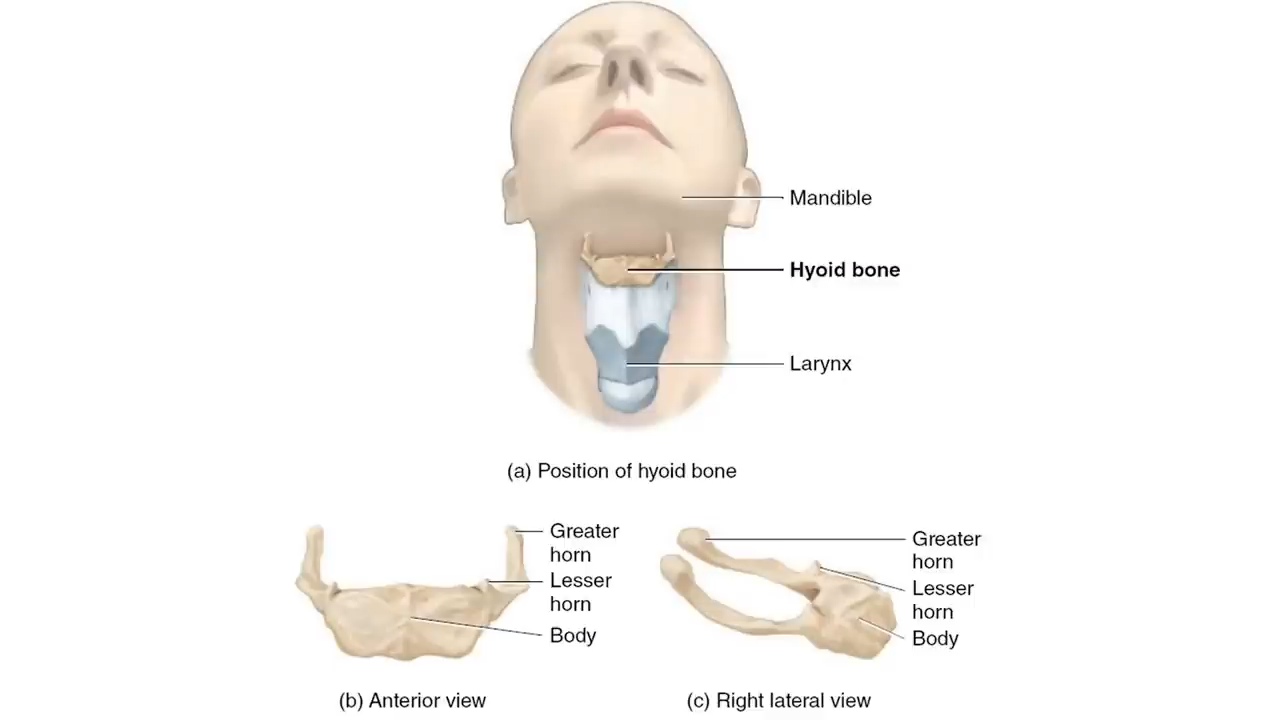 Mandible
Hyoid bone
Larynx
(a) Position of hyoid bone
Greater
horn
Lesser
horn
Body
(b) Anterior view
Greater
horn
Lesser
horn
Body
(c) Right lateral view